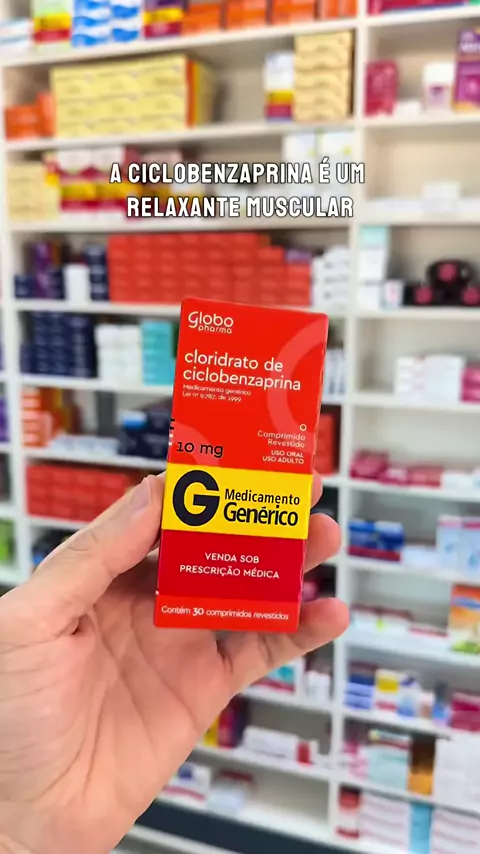 A CICLOBENZAPRINA É UM
RELAXANTE MUSCULAR
globo
pharma
cloridrato de
ciclobenzaprina
Medicamento genérico
Lei nº 9.787, de 1999
Comprimido
Revestido
USO ORAL
USO ADULTO
10 mg
G Medicamento
Genérico
VENDA SOB
PRESCRIÇÃO MÉDICA
Contém 30 comprimidos revestidos